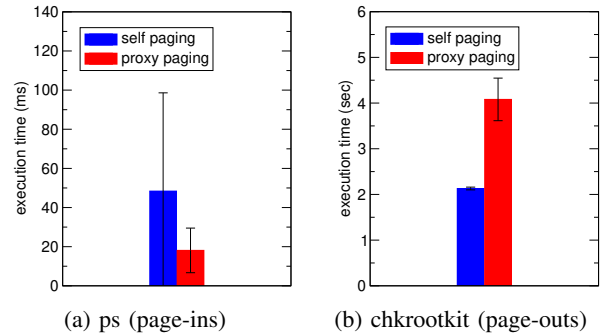 140
120
100
80
60
40
20
0
execution time (ms)
self paging
proxy paging
(a) ps (page-ins)
6
5
4
3
2
1
0
execution time (sec)
self paging
proxy paging
(b) chkrootkit (page-outs)